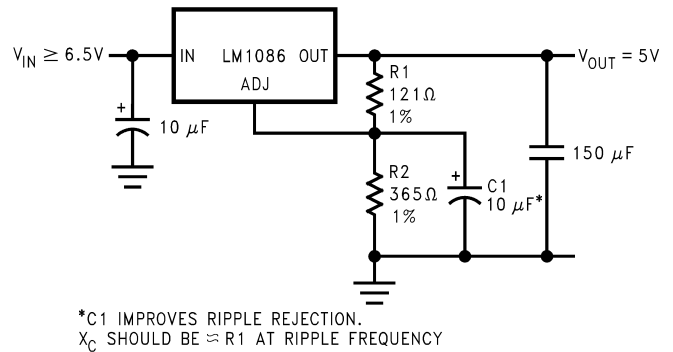 V_IN ≥ 6.5V
IN LM1086 OUT
ADJ
V_OUT = 5V
R1
121Ω
1%
+
10 μF
R2
365Ω
1%
+
C1
10 μF*
150 μF
*C1 IMPROVES RIPPLE REJECTION.
X_C SHOULD BE ≈ R1 AT RIPPLE FREQUENCY